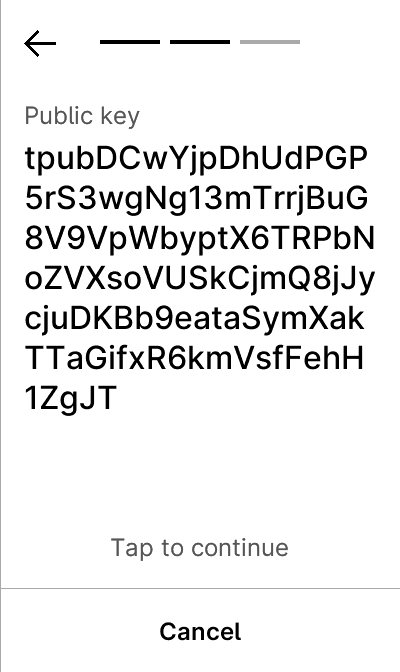 Public key
tpubDCwYjpDhUdPGP
5rS3wgNg13mTrrjBuG
8V9VpWbyptX6TRPbN
oZVXsoVUSkCjmQ8jJy
cjuDKBb9eataSymXak
TTaGifxR6kmVsfFehH
1ZgJT
Tap to continue
Cancel